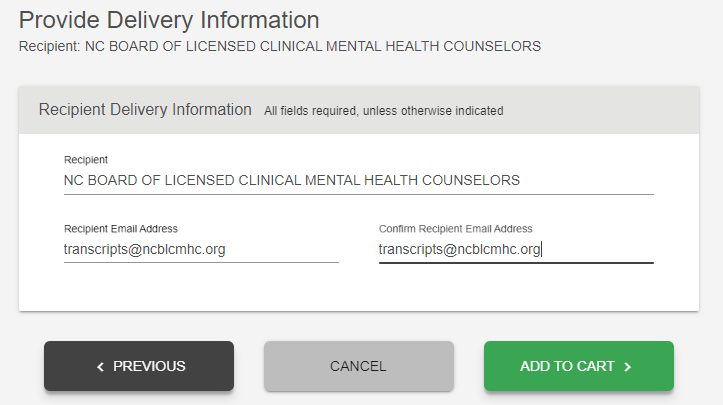 Provide Delivery Information
Recipient: NC BOARD OF LICENSED CLINICAL MENTAL HEALTH COUNSELORS
Recipient Delivery Information All fields required, unless otherwise indicated
Recipient
NC BOARD OF LICENSED CLINICAL MENTAL HEALTH COUNSELORS
Recipient Email Address Confirm Recipient Email Address
transcripts@ncblcmhc.org transcripts@ncblcmhc.org
PREVIOUS CANCEL ADD TO CART